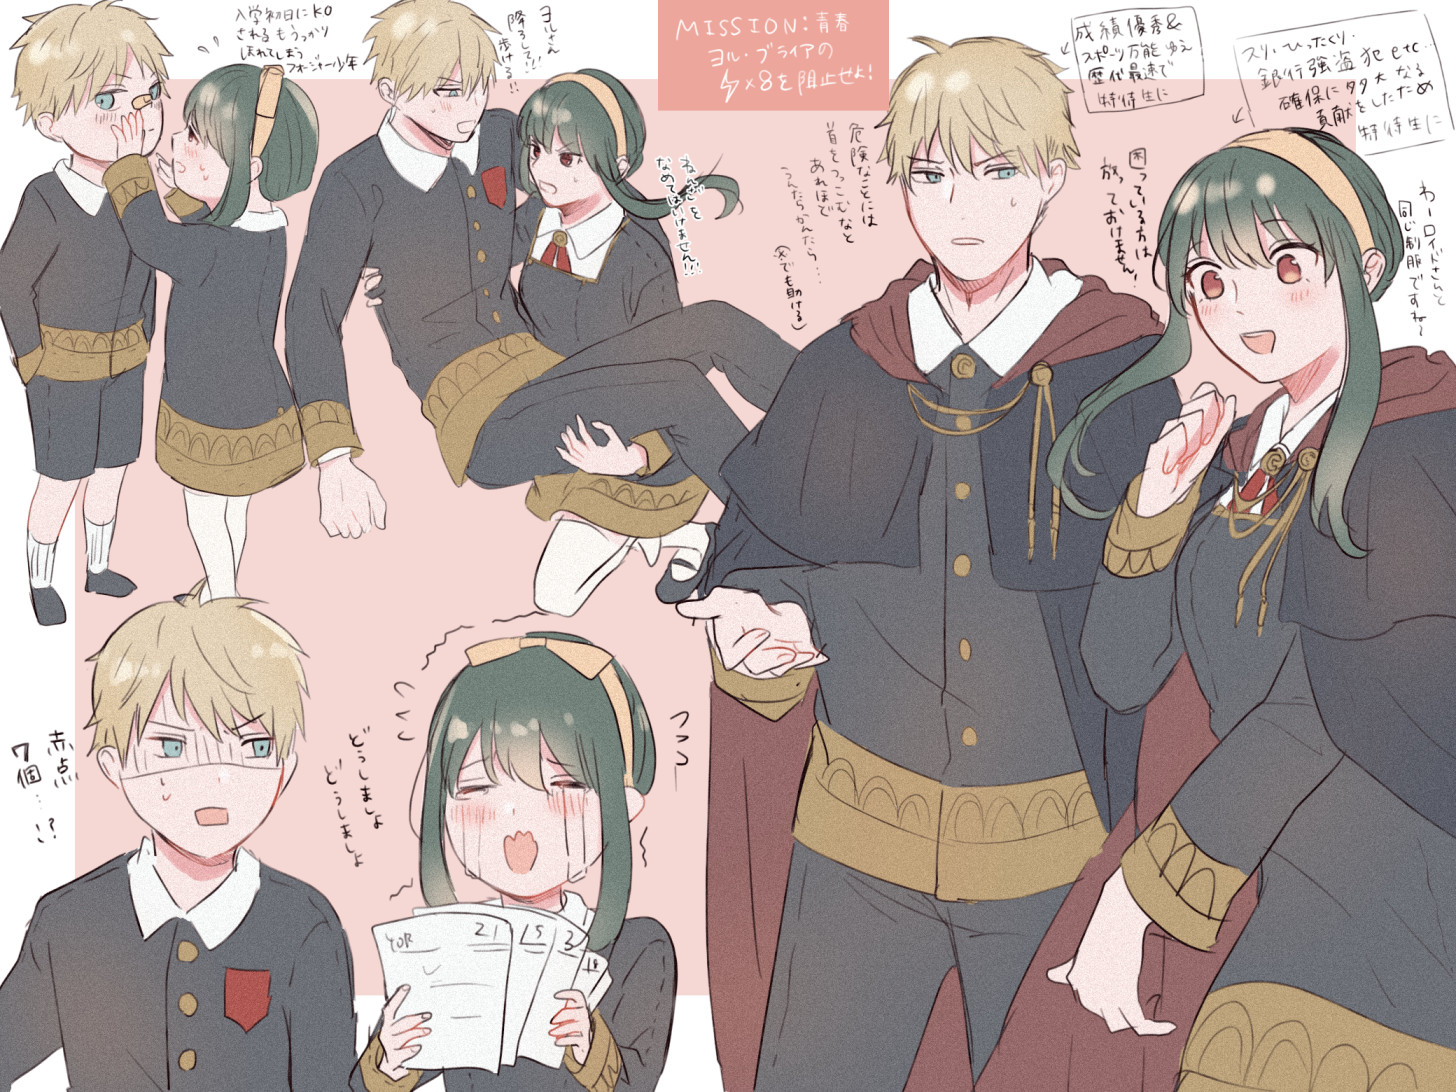 入学初日にKO
される もうっかり
ほれてしまう
フォージャー少年
ヨルさん
降ろして!!
歩ける!!
ねんざを
なめてはいけません!!
MISSION:青春
ヨル・ブライアの
×8を阻止せよ!
成績優秀&
スポーツ万能ゆえ
歴代最速で
特待生に
スリ・ひったくり・
銀行強盗犯etc…
確保に多大なる
貢献をしたため
特待生に
危険なことには
首をつっこむなと
あれほど
うんたらかんたら…
(※でも助ける)
困っている方は
放っておけません!
わーロイドさんと
同じ制服ですね〜
赤点
7個…!?
どうしましょ
どうしましょ
YOR
21
15
3
18